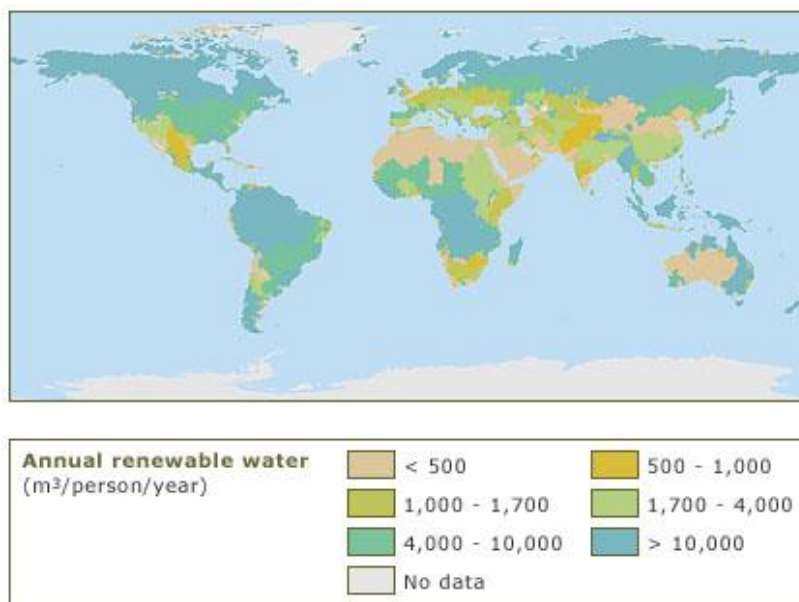 Annual renewable water
(m³/person/year)
< 500
500 - 1,000
1,000 - 1,700
1,700 - 4,000
4,000 - 10,000
> 10,000
No data